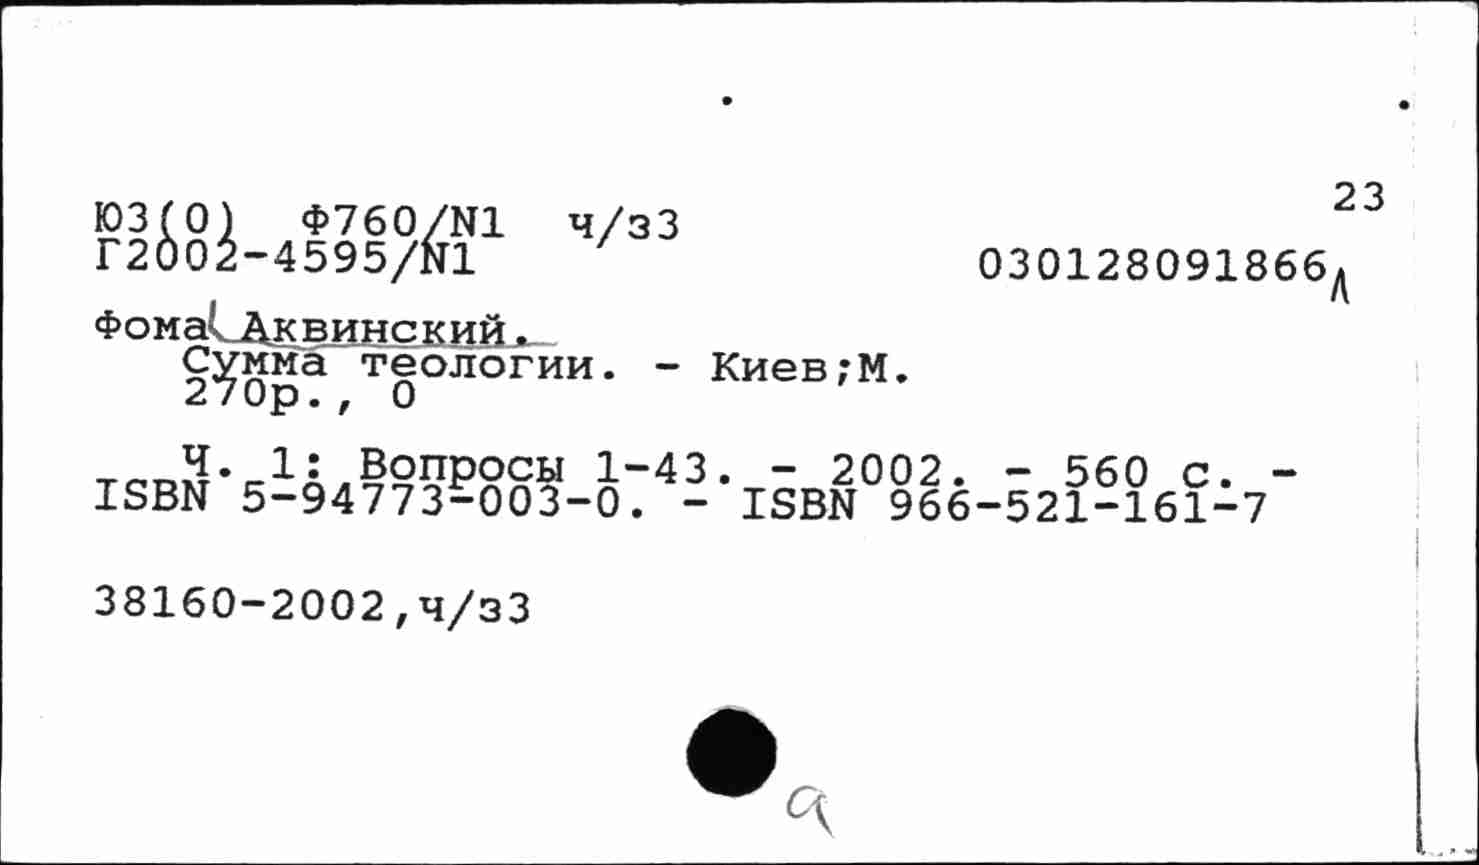 23
Ю3(0) Ф760/N1 ч/з3
Г2002-4595/N1
030128091866л
Фома Аквинский.
Сумма теологии. - Киев;М.
270р., 0
Ч. 1: Вопросы 1-43. - 2002. - 560 с. -
ISBN 5-94773-003-0. - ISBN 966-521-161-7
38160-2002,ч/з3
а